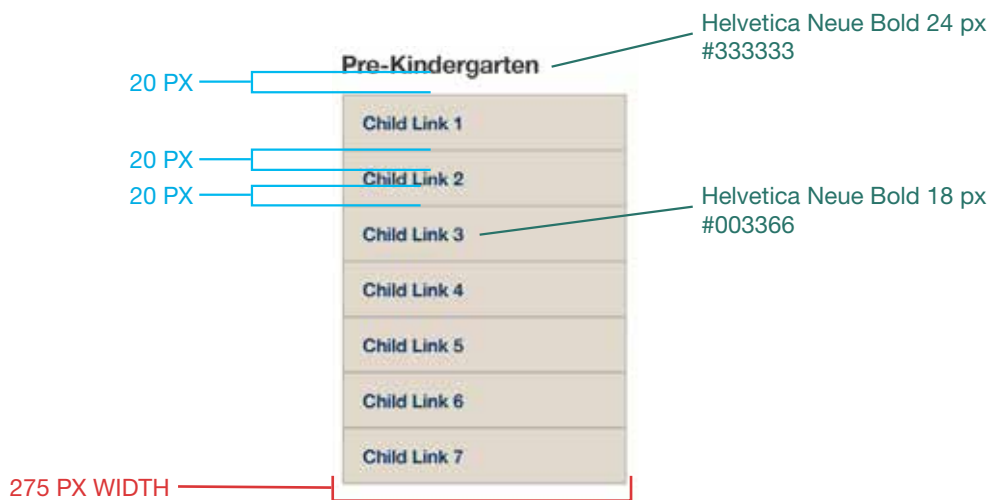 Helvetica Neue Bold 24 px
#333333
Pre-Kindergarten
20 PX
Child Link 1
20 PX
Child Link 2
20 PX
Helvetica Neue Bold 18 px
#003366
Child Link 3
Child Link 4
Child Link 5
Child Link 6
Child Link 7
275 PX WIDTH